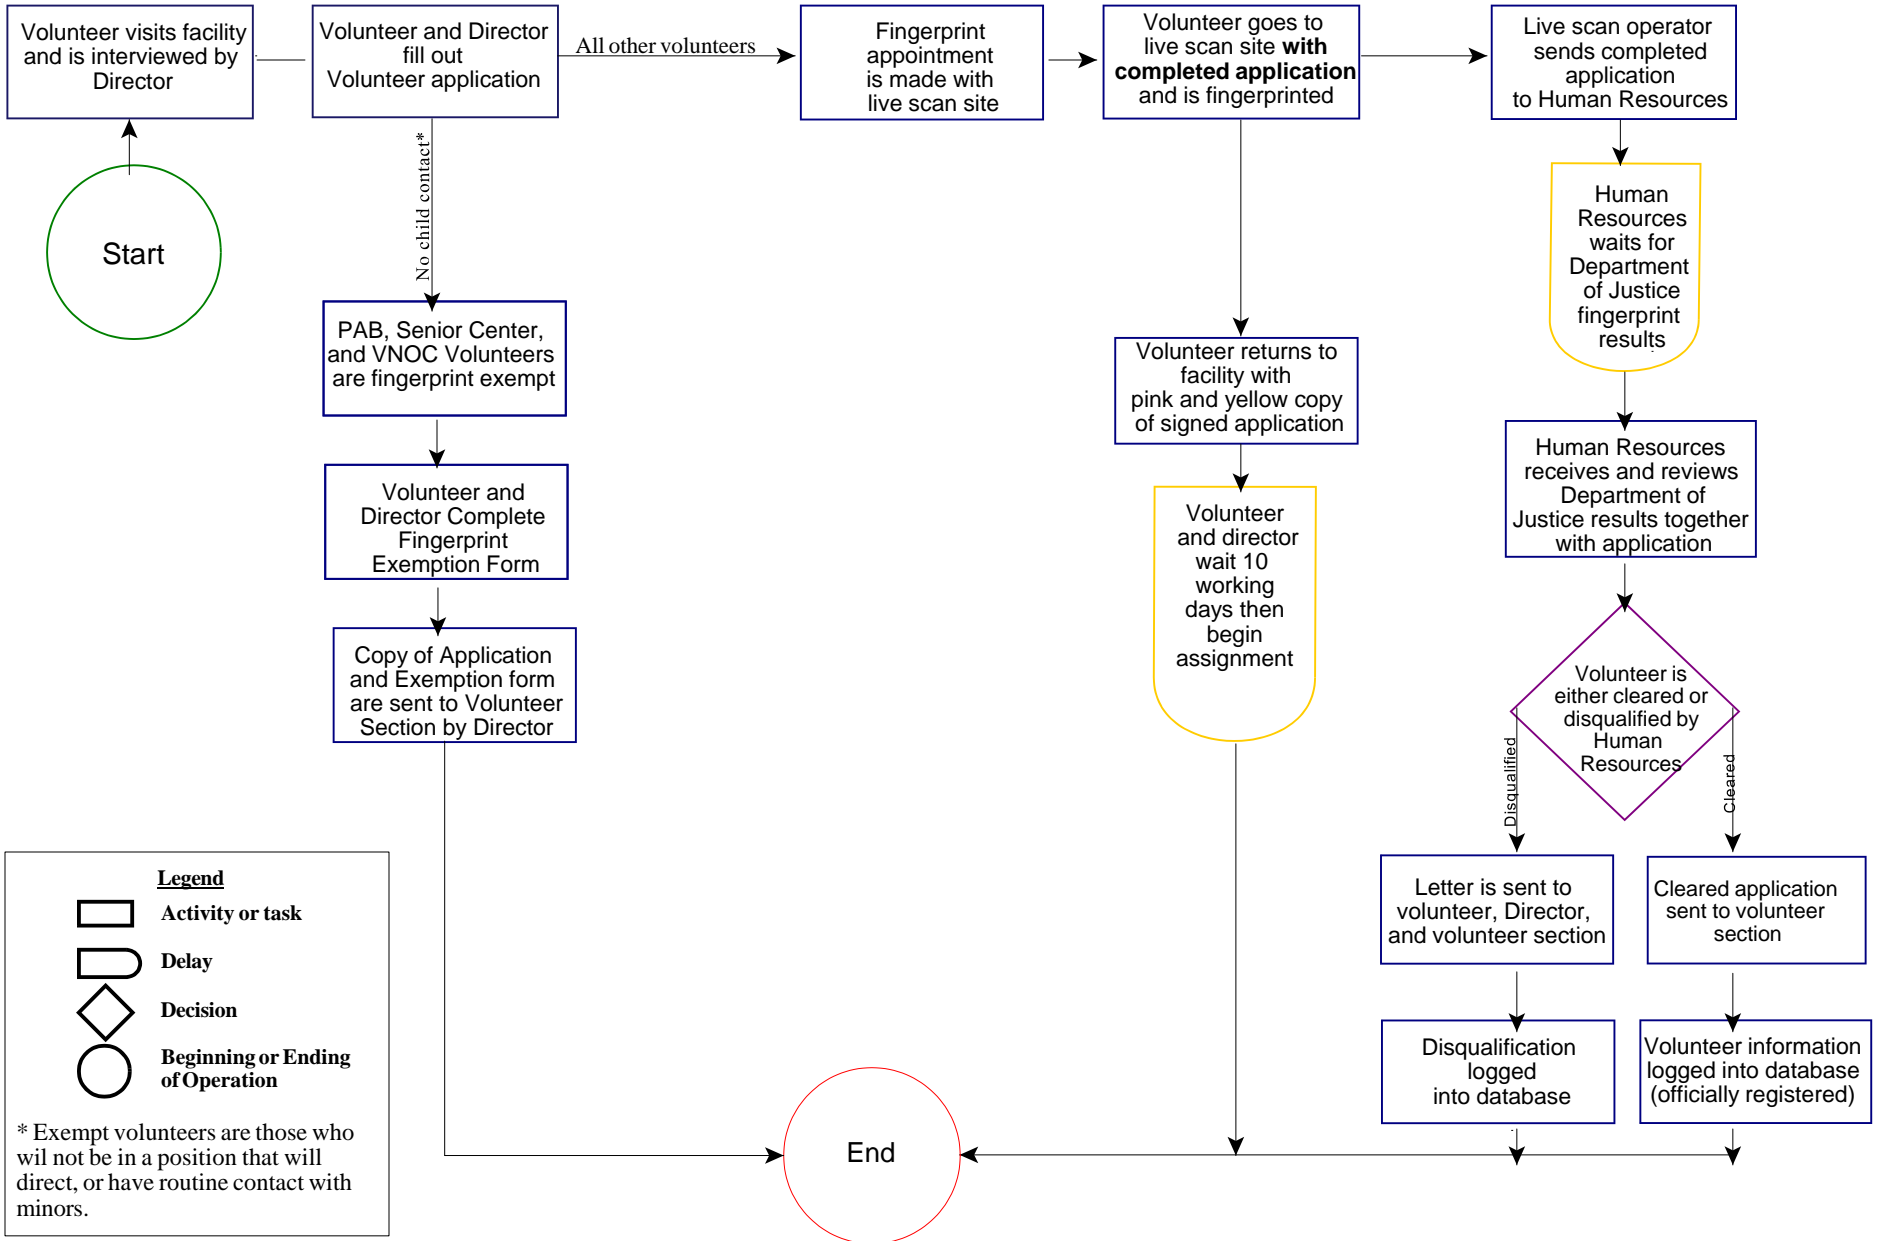 Volunteer visits facility
and is interviewed by
Director
Volunteer and Director
fill out
Volunteer application
All other volunteers
Fingerprint
appointment
is made with
live scan site
Volunteer goes to
live scan site with
completed application
and is fingerprinted
Live scan operator
sends completed
application
to Human Resources
Start
No child contact*
PAB, Senior Center,
and VNOC Volunteers
are fingerprint exempt
Volunteer and
Director Complete
Fingerprint
Exemption Form
Copy of Application
and Exemption form
are sent to Volunteer
Section by Director
Volunteer returns to
facility with
pink and yellow copy
of signed application
Volunteer
and director
wait 10
working
days then
begin
assignment
Human
Resources
waits for
Department
of Justice
fingerprint
results
Human Resources
receives and reviews
Department of
Justice results together
with application
Volunteer is
either cleared or
disqualified by
Human
Resources
Disqualified
Cleared
Letter is sent to
volunteer, Director,
and volunteer section
Cleared application
sent to volunteer
section
Disqualification
logged
into database
Volunteer information
logged into database
(officially registered)
End
Legend
Activity or task
Delay
Decision
Beginning or Ending
of Operation
* Exempt volunteers are those who
wil not be in a position that will
direct, or have routine contact with
minors.